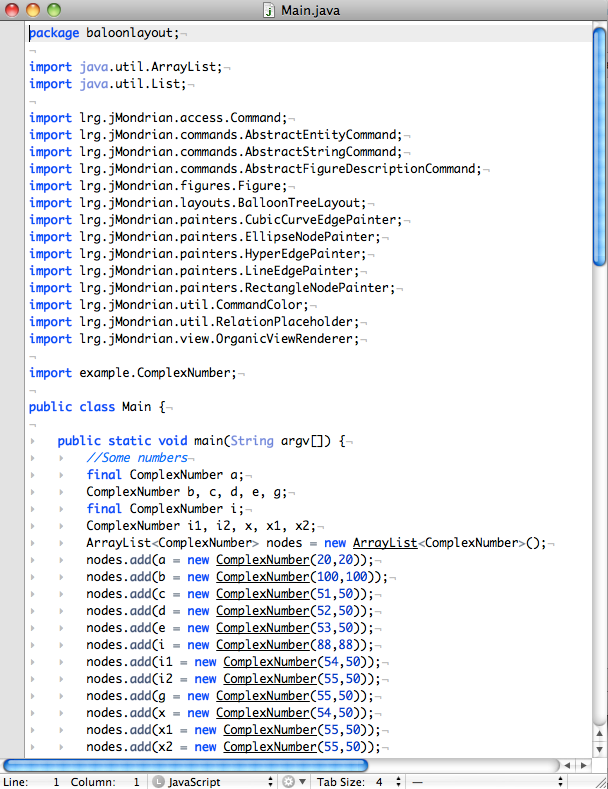 Main.java
package baloonlayout;¬
¬
import java.util.ArrayList;¬
import java.util.List;¬
¬
import lrg.jMondrian.access.Command;¬
import lrg.jMondrian.commands.AbstractEntityCommand;¬
import lrg.jMondrian.commands.AbstractStringCommand;¬
import lrg.jMondrian.commands.AbstractFigureDescriptionCommand;¬
import lrg.jMondrian.figures.Figure;¬
import lrg.jMondrian.layouts.BalloonTreeLayout;¬
import lrg.jMondrian.painters.CubicCurveEdgePainter;¬
import lrg.jMondrian.painters.EllipseNodePainter;¬
import lrg.jMondrian.painters.HyperEdgePainter;¬
import lrg.jMondrian.painters.LineEdgePainter;¬
import lrg.jMondrian.painters.RectangleNodePainter;¬
import lrg.jMondrian.util.CommandColor;¬
import lrg.jMondrian.util.RelationPlaceholder;¬
import lrg.jMondrian.view.OrganicViewRenderer;¬
¬
import example.ComplexNumber;¬
¬
public class Main {¬
¬
public static void main(String argv[]) {¬
//Some numbers¬
final ComplexNumber a;¬
ComplexNumber b, c, d, e, g;¬
final ComplexNumber i;¬
ComplexNumber i1, i2, x, x1, x2;¬
ArrayList<ComplexNumber> nodes = new ArrayList<ComplexNumber>();¬
nodes.add(a = new ComplexNumber(20,20));¬
nodes.add(b = new ComplexNumber(100,100));¬
nodes.add(c = new ComplexNumber(51,50));¬
nodes.add(d = new ComplexNumber(52,50));¬
nodes.add(e = new ComplexNumber(53,50));¬
nodes.add(i = new ComplexNumber(88,88));¬
nodes.add(i1 = new ComplexNumber(54,50));¬
nodes.add(i2 = new ComplexNumber(55,50));¬
nodes.add(g = new ComplexNumber(55,50));¬
nodes.add(x = new ComplexNumber(54,50));¬
nodes.add(x1 = new ComplexNumber(55,50));¬
nodes.add(x2 = new ComplexNumber(55,50));¬
Line: 1 Column: 1 L JavaScript Tab Size: 4 —